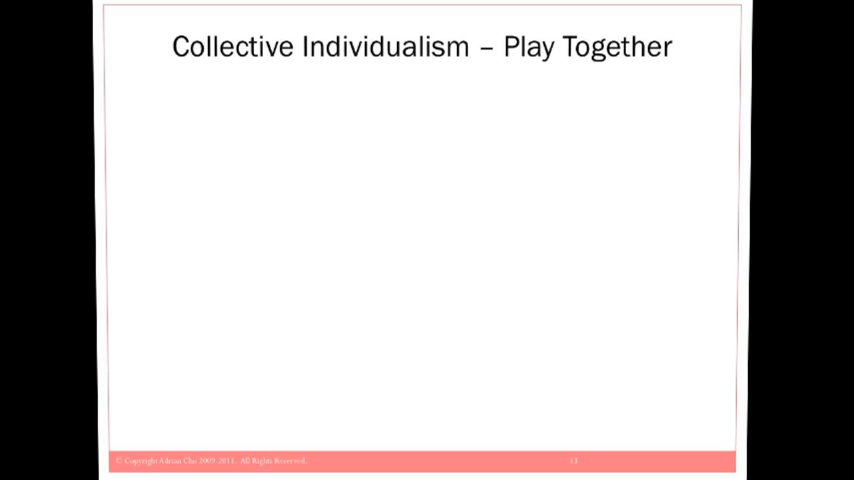 Collective Individualism – Play Together
© Copyright Adrian Cho 2009-2011. All Rights Reserved.
13